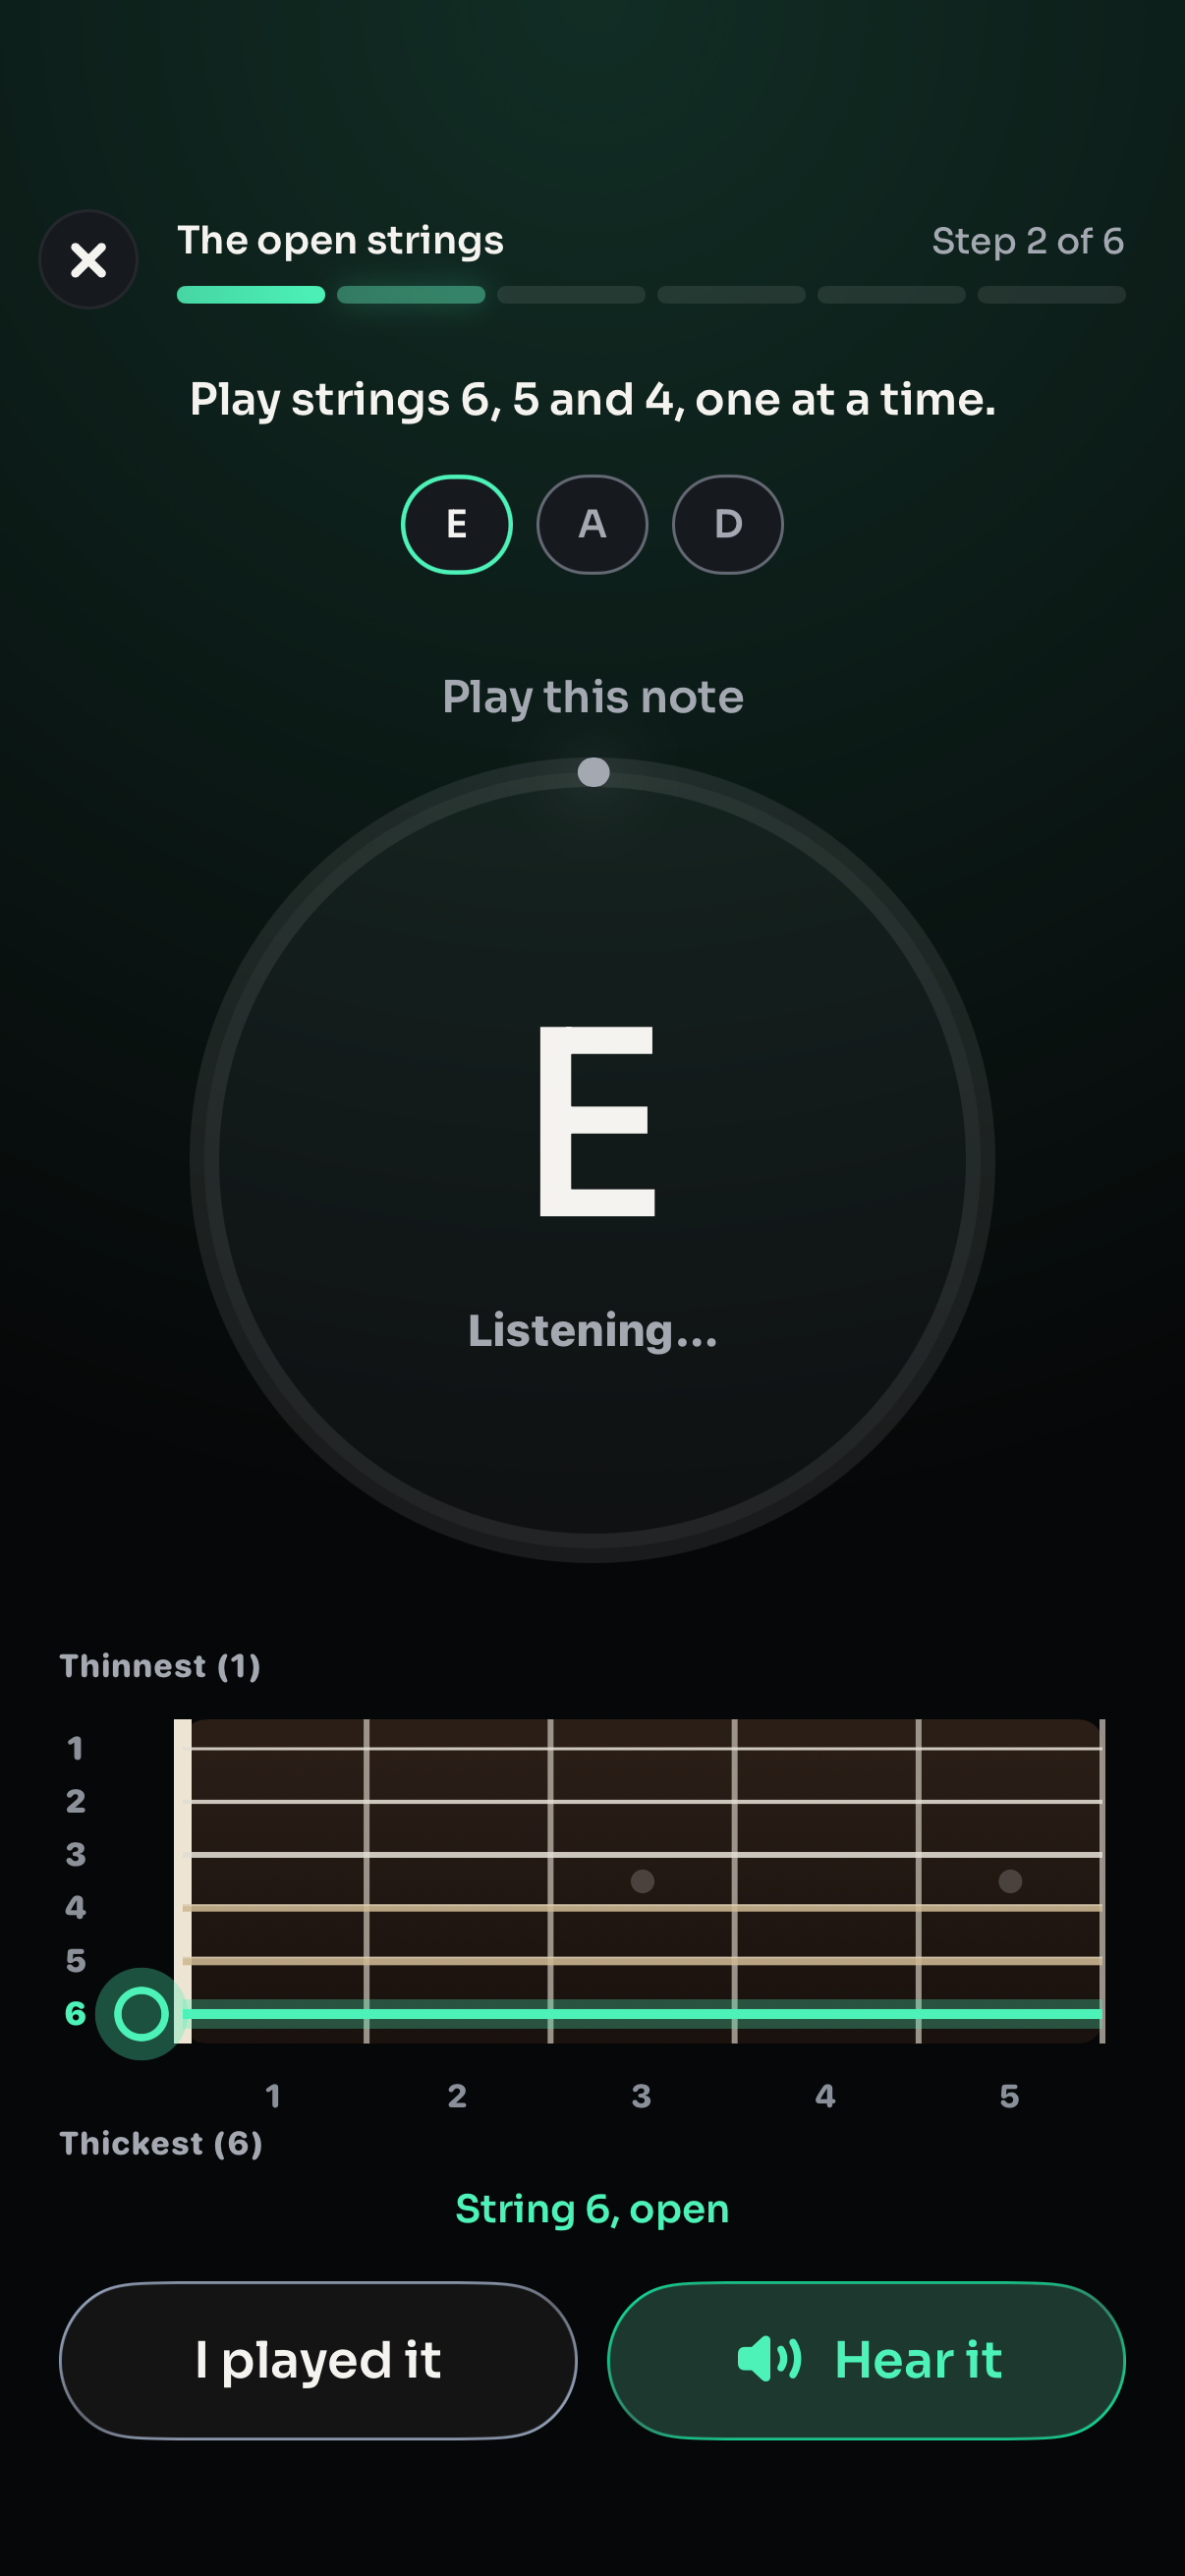 The open strings
Step 2 of 6
Play strings 6, 5 and 4, one at a time.
E A D
Play this note
E
Listening...
Thinnest (1)
1
2
3
4
5
6
1 2 3 4 5
Thickest (6)
String 6, open
I played it
Hear it